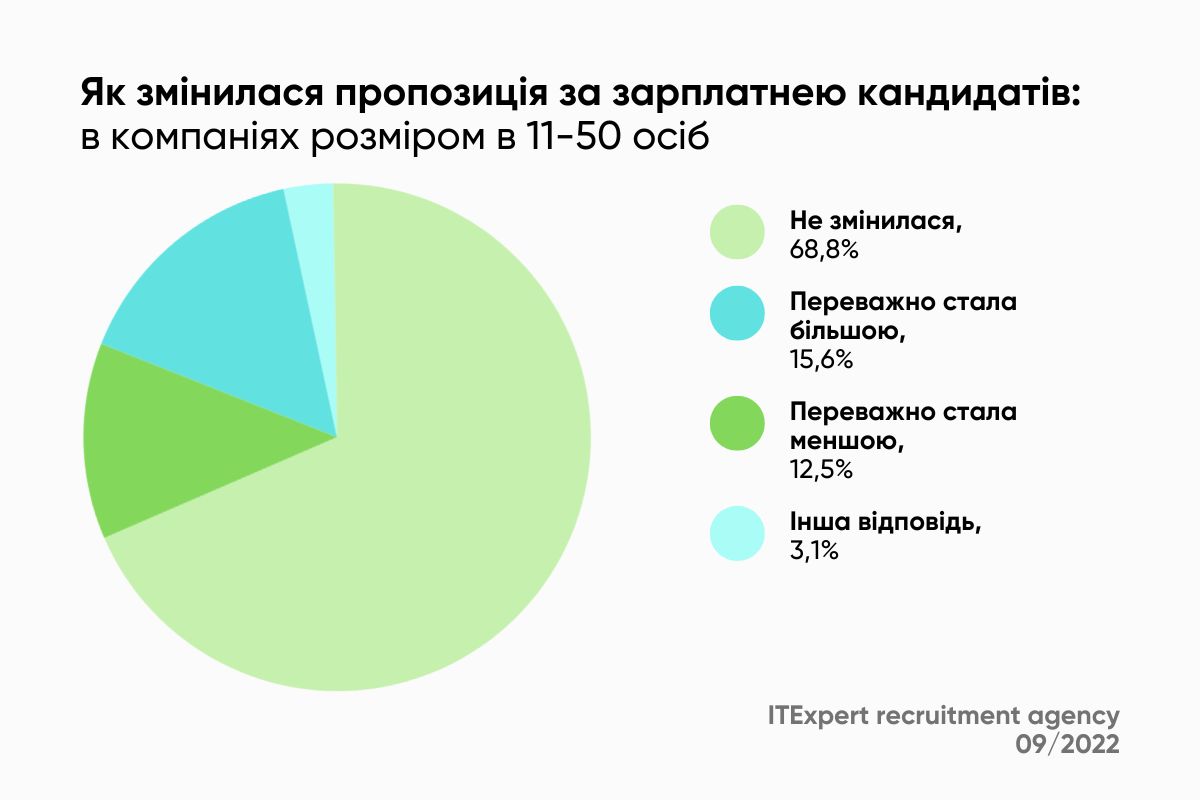 Як змінилася пропозиція за зарплатнею кандидатів:
в компаніях розміром в 11-50 осіб
Не змінилася,
68,8%
Переважно стала
більшою,
15,6%
Переважно стала
меншою,
12,5%
Інша відповідь,
3,1%
ITExpert recruitment agency
09/2022